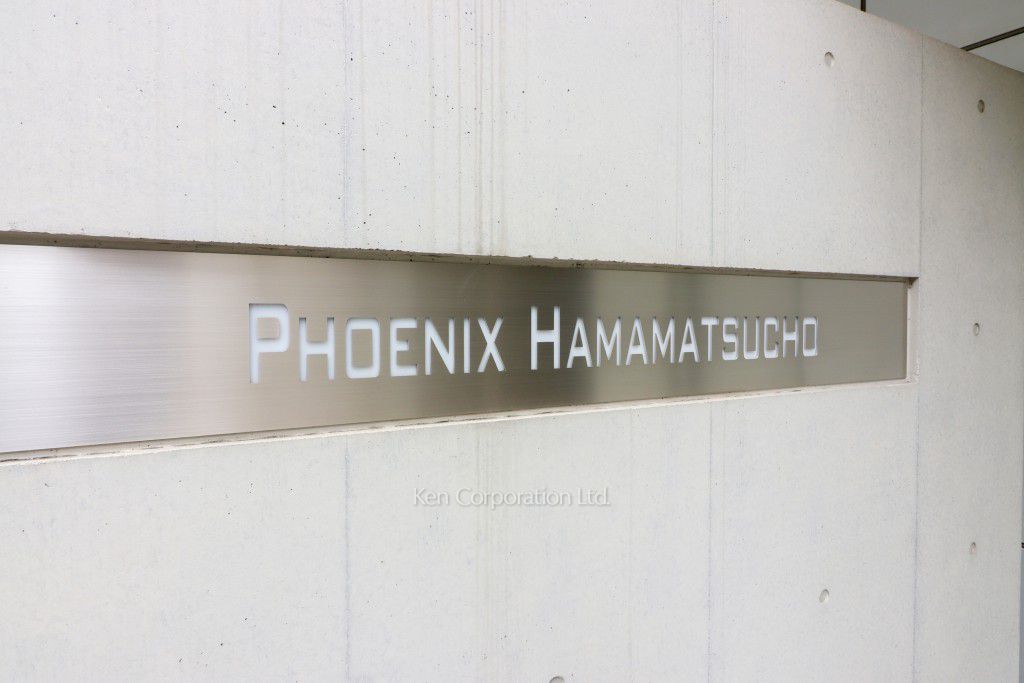 PHOENIX HAMAMATSUCHO
Ken Corporation Ltd.